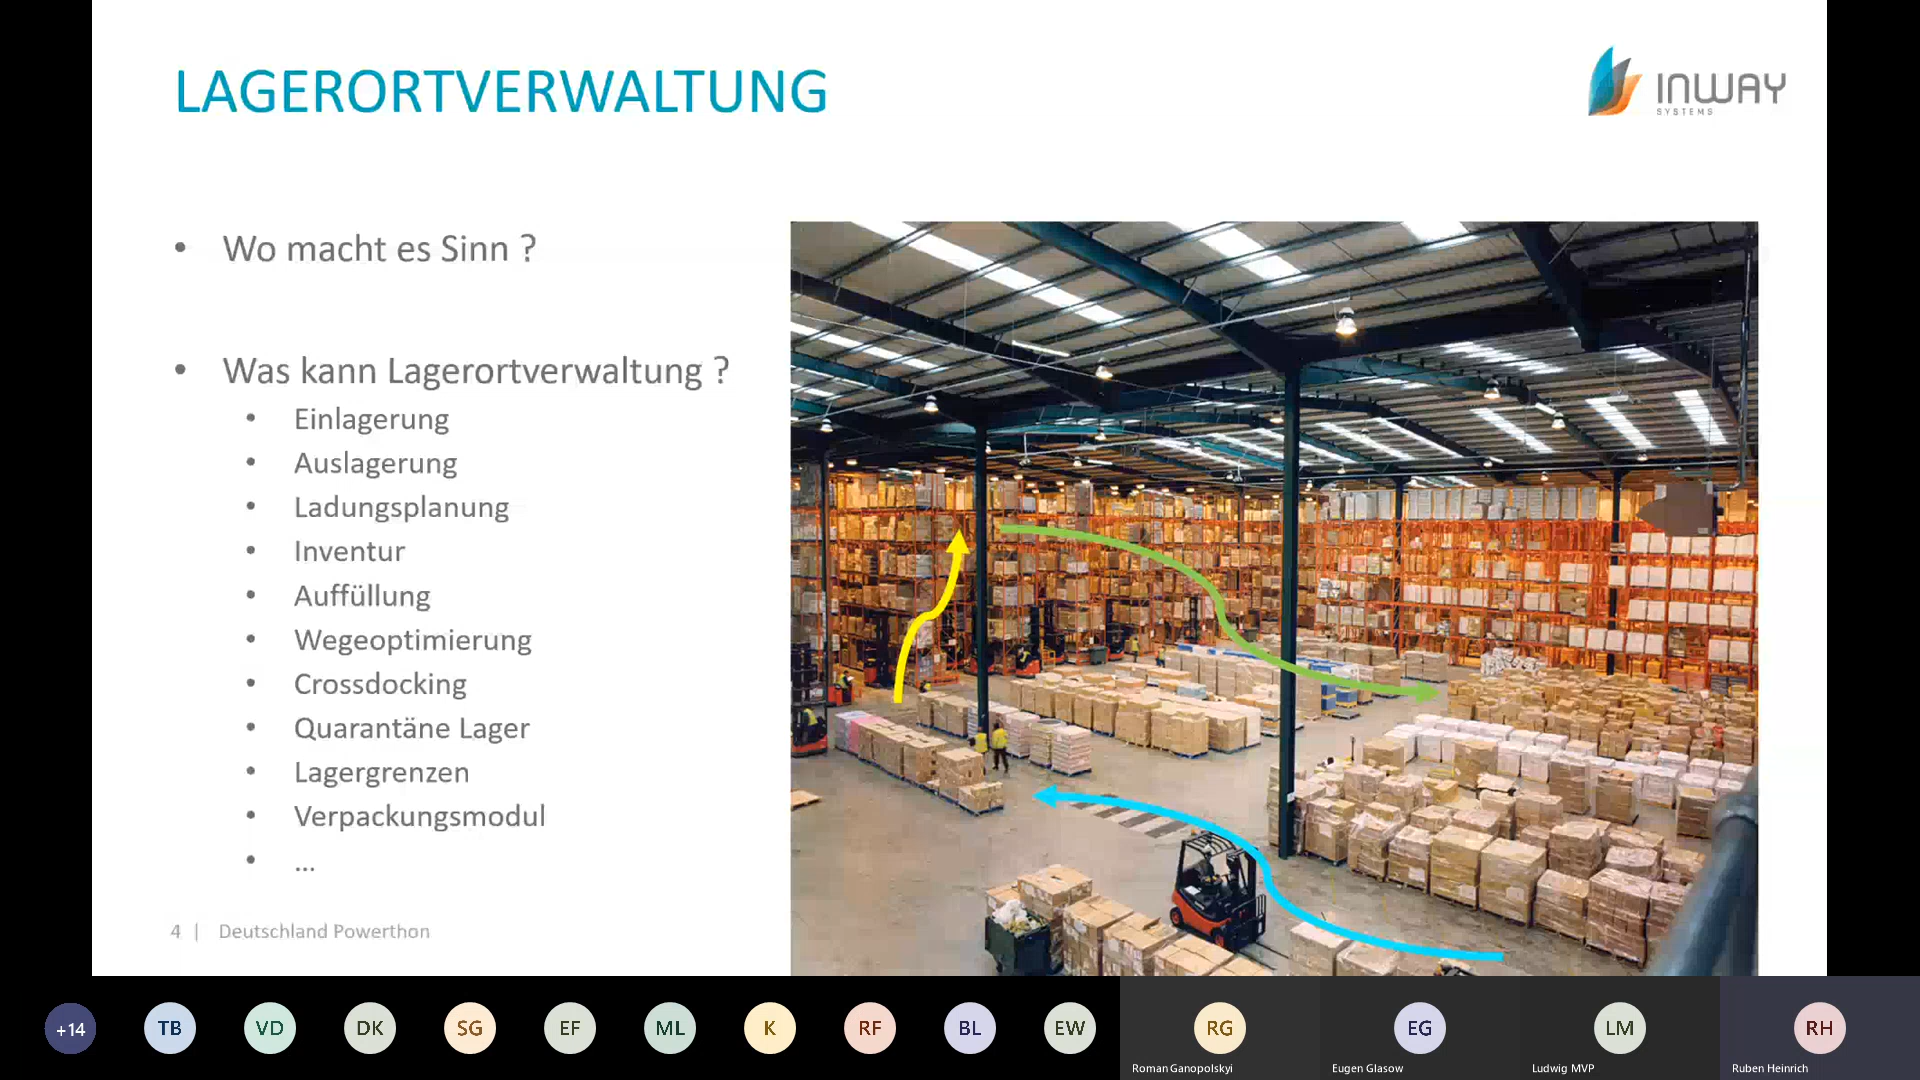 LAGERORTVERWALTUNG
INWAY
SYSTEMS
• Wo macht es Sinn ?
• Was kann Lagerortverwaltung ?
• Einlagerung
• Auslagerung
• Ladungsplanung
• Inventur
• Auffüllung
• Wegeoptimierung
• Crossdocking
• Quarantäne Lager
• Lagergrenzen
• Verpackungsmodul
• ...
4 | Deutschland Powerthon
+14 TB VD DK SG EF ML K RF BL EW RG EG LM RH
Roman Ganopolskyi Eugen Glasow Ludwig MVP Ruben Heinrich